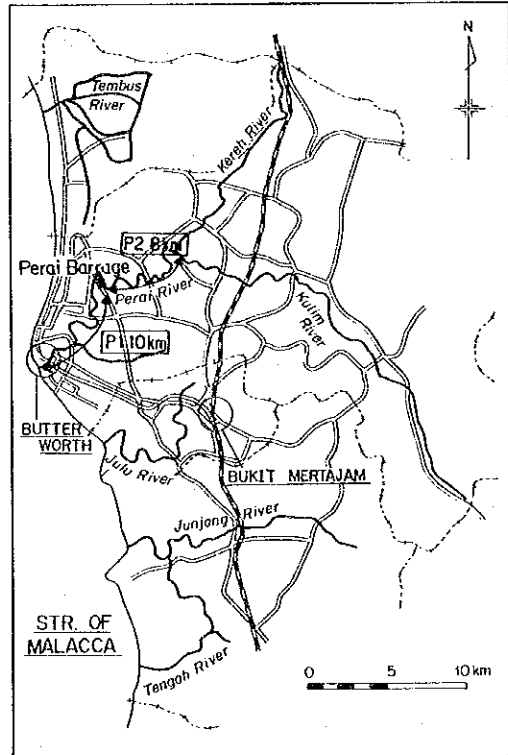 N
Tembus
River
Kereh River
P2 8km
Perai Barrage
Perai River
Kulim
River
P1 10km
BUTTER
WORTH
Julu River
BUKIT MERTAJAM
Junjong River
STR. OF
MALACCA
Tengah River
0 5 10 km